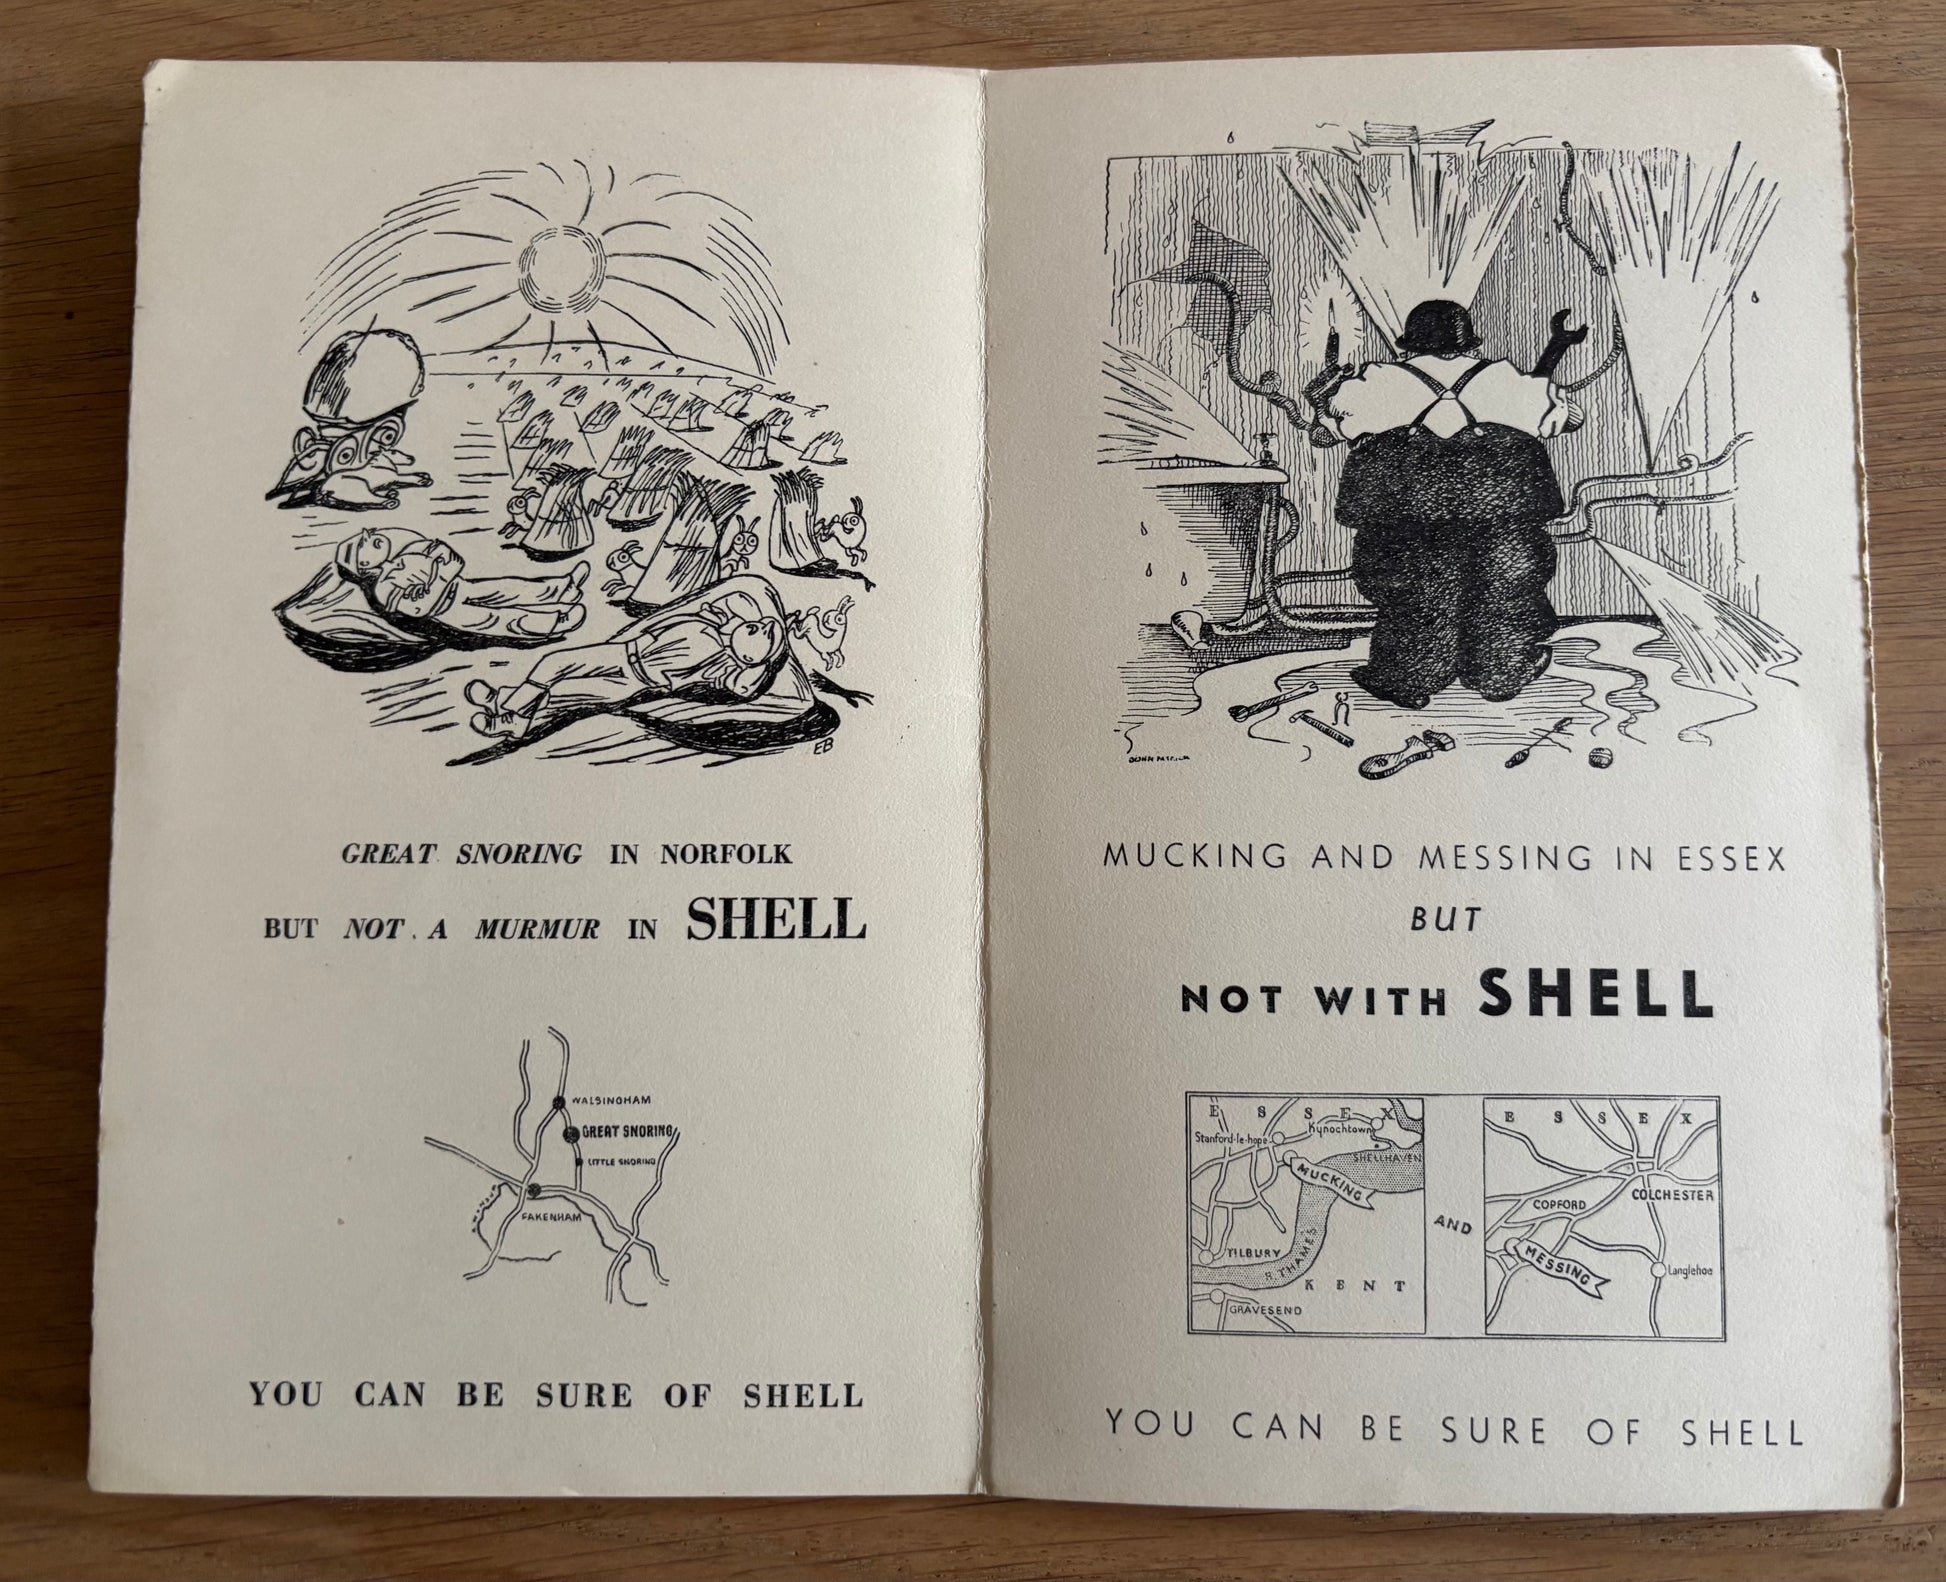 EB
GREAT SNORING IN NORFOLK
BUT NOT A MURMUR IN SHELL
WALSINGHAM
GREAT SNORING
LITTLE SNORING
FAKENHAM
YOU CAN BE SURE OF SHELL
MUCKING AND MESSING IN ESSEX
BUT
NOT WITH SHELL
ESSEX
Stanford-le-hope
Kynochtown
SHELLHAVEN
MUCKING
TILBURY
R. THAMES
KENT
GRAVESEND
AND
ESSEX
COPFORD
COLCHESTER
MESSING
Langlehoe
YOU CAN BE SURE OF SHELL